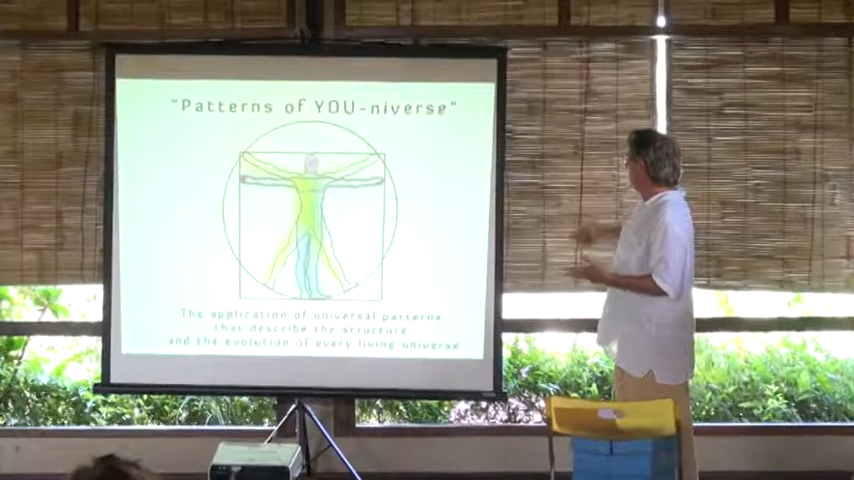 "Patterns of YOU-niverse"
The application of universal patterns
that describe the structure
and the evolution of every living universe